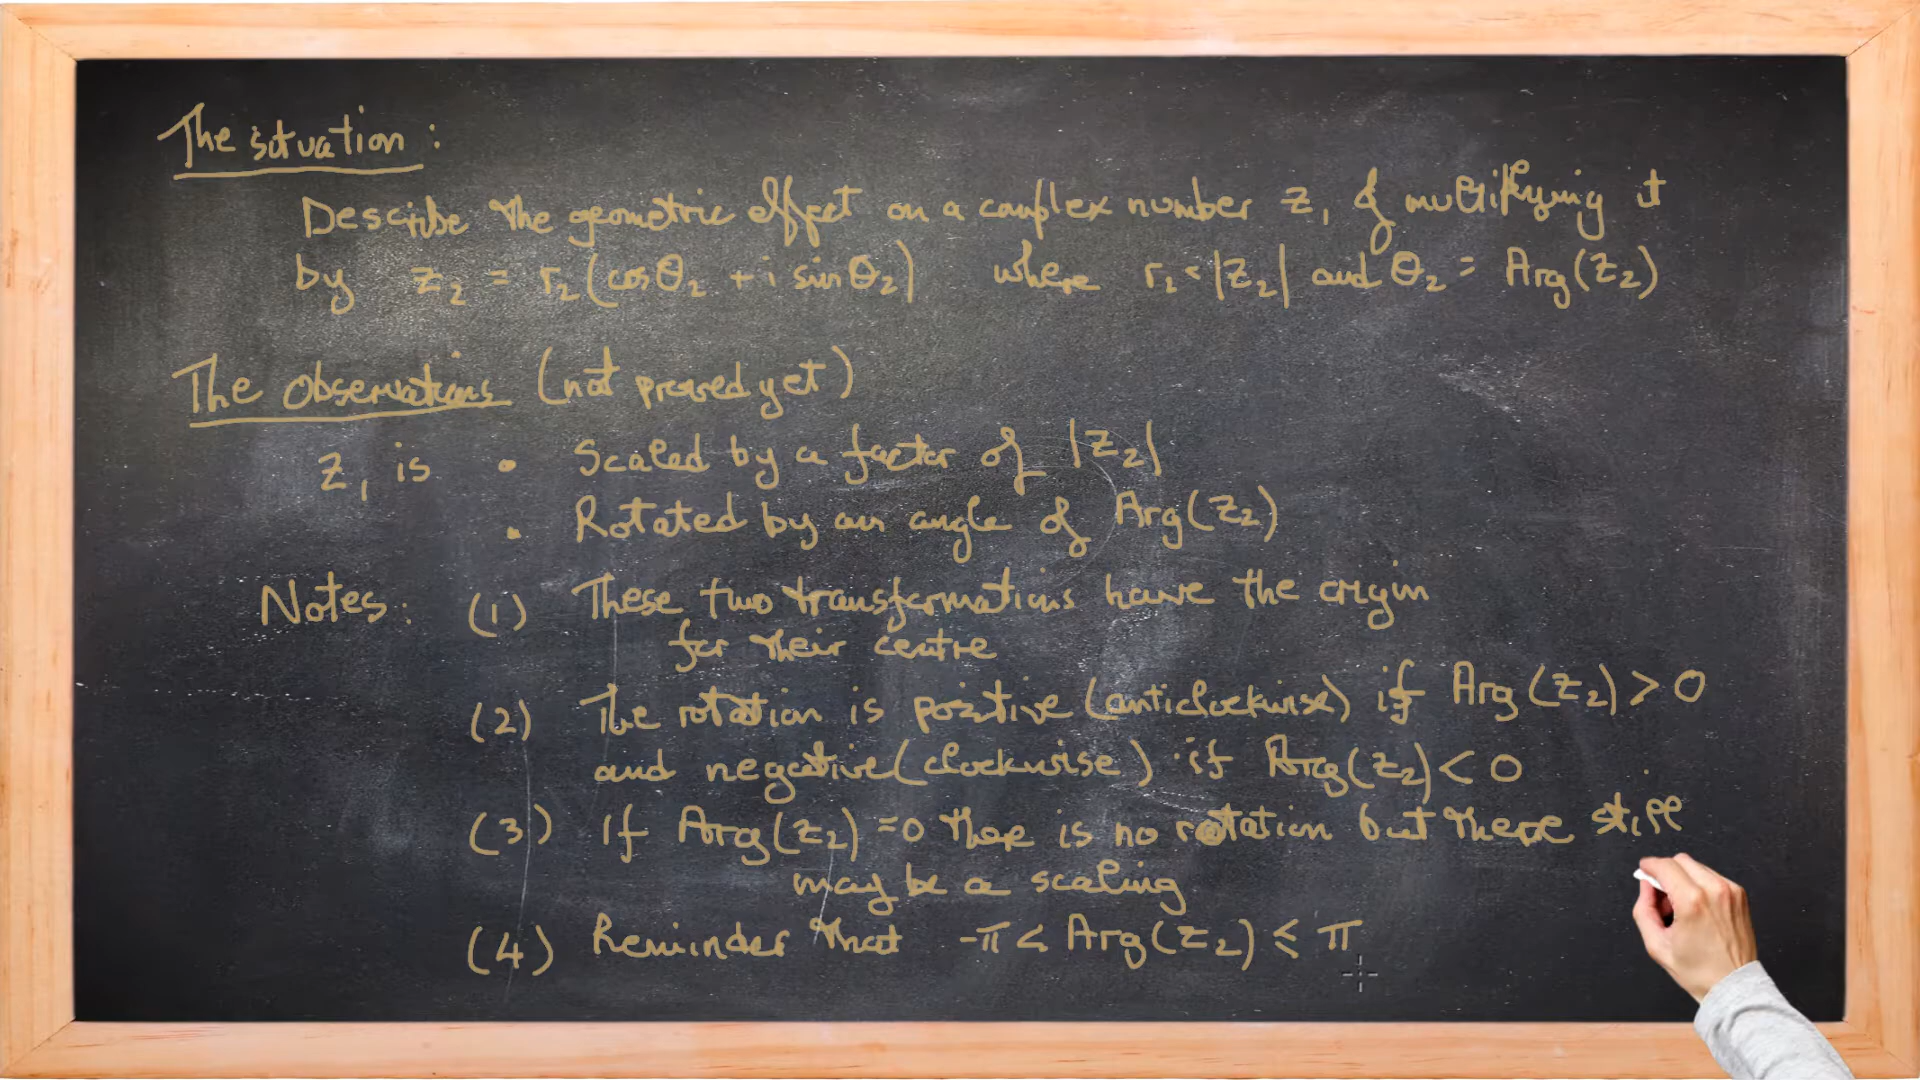 The situation :
Describe the geometric effect on a complex number z₁ of multiplying it
by z₂ = r₂(cosθ₂ + i sinθ₂) where r₂ = |z₂| and θ₂ = Arg(z₂)
The Observations (not proved yet)
z₁ is • Scaled by a factor of |z₂|
• Rotated by an angle of Arg(z₂)
Notes: (1) These two transformations have the origin
for their centre
(2) The rotation is positive (anticlockwise) if Arg(z₂) > 0
and negative (clockwise) if Arg(z₂) < 0
(3) If Arg(z₂) = 0 there is no rotation but there still
may be a scaling
(4) Reminder that -π < Arg(z₂) ≤ π